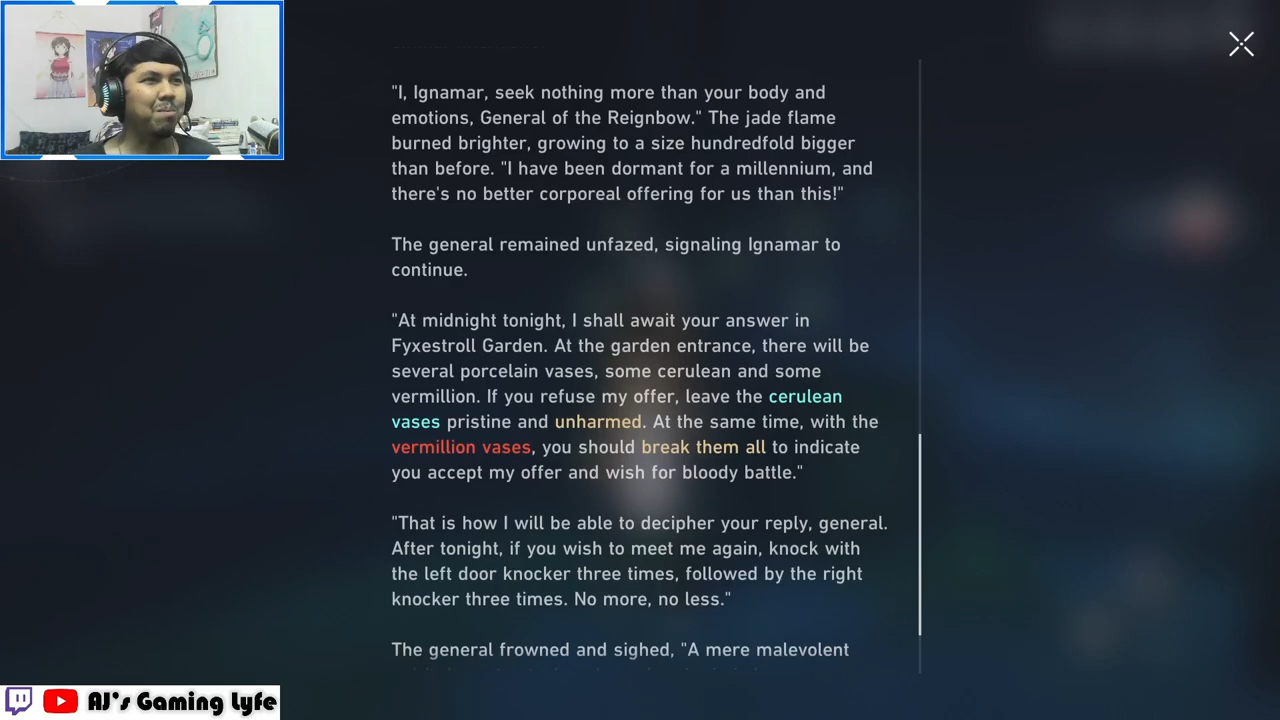 "I, Ignamar, seek nothing more than your body and
emotions, General of the Reignbow." The jade flame
burned brighter, growing to a size hundredfold bigger
than before. "I have been dormant for a millennium, and
there's no better corporeal offering for us than this!"
The general remained unfazed, signaling Ignamar to
continue.
"At midnight tonight, I shall await your answer in
Fyxestroll Garden. At the garden entrance, there will be
several porcelain vases, some cerulean and some
vermillion. If you refuse my offer, leave the cerulean
vases pristine and unharmed. At the same time, with the
vermillion vases, you should break them all to indicate
you accept my offer and wish for bloody battle."
"That is how I will be able to decipher your reply, general.
After tonight, if you wish to meet me again, knock with
the left door knocker three times, followed by the right
knocker three times. No more, no less."
The general frowned and sighed, "A mere malevolent
AJ's Gaming Lyfe